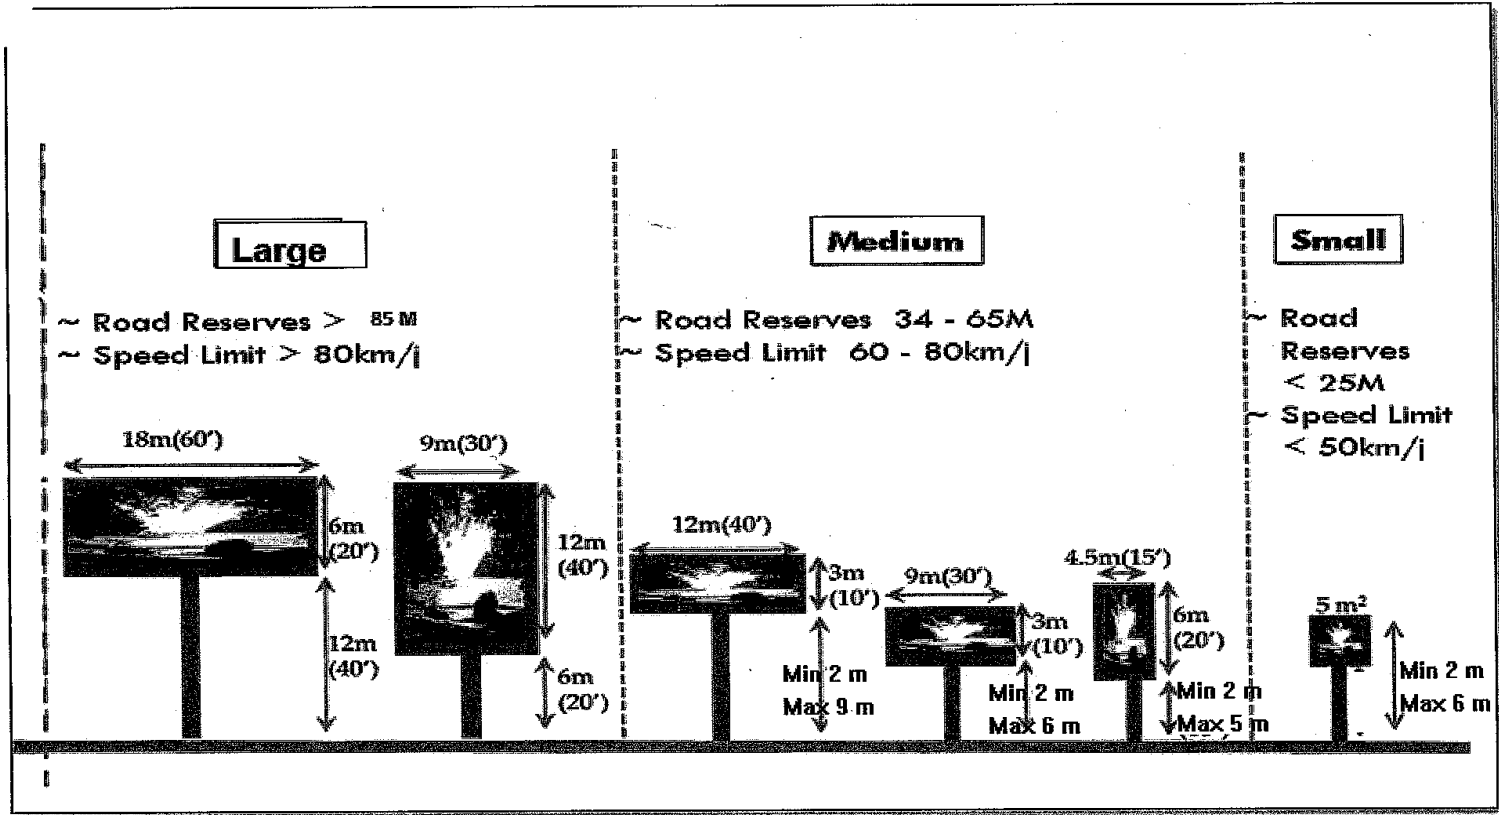 Large
~ Road Reserves > 85 M
~ Speed Limit > 80km/j
18m(60')
6m
(20')
12m
(40')
9m(30')
12m
(40')
6m
(20')
Medium
~ Road Reserves 34 - 65M
~ Speed Limit 60 - 80km/j
12m(40')
3m
(10')
Min 2 m
Max 9 m
9m(30')
3m
(10')
Min 2 m
Max 6 m
4.5m(15')
6m
(20')
Min 2 m
Max 5 m
Small
~ Road
Reserves
< 25M
~ Speed Limit
< 50km/j
5 m²
Min 2 m
Max 6 m